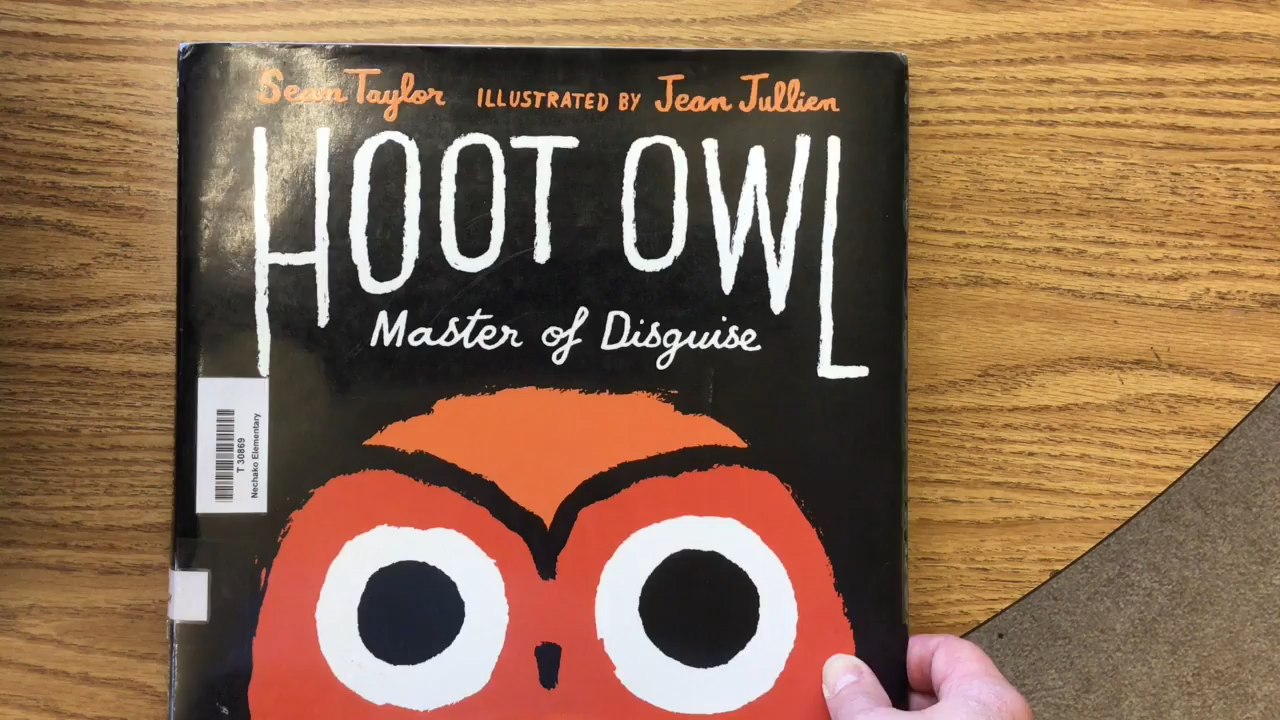 Sean Taylor ILLUSTRATED BY Jean Jullien
HOOT OWL
Master of Disguise
T 30869
Nechako Elementary